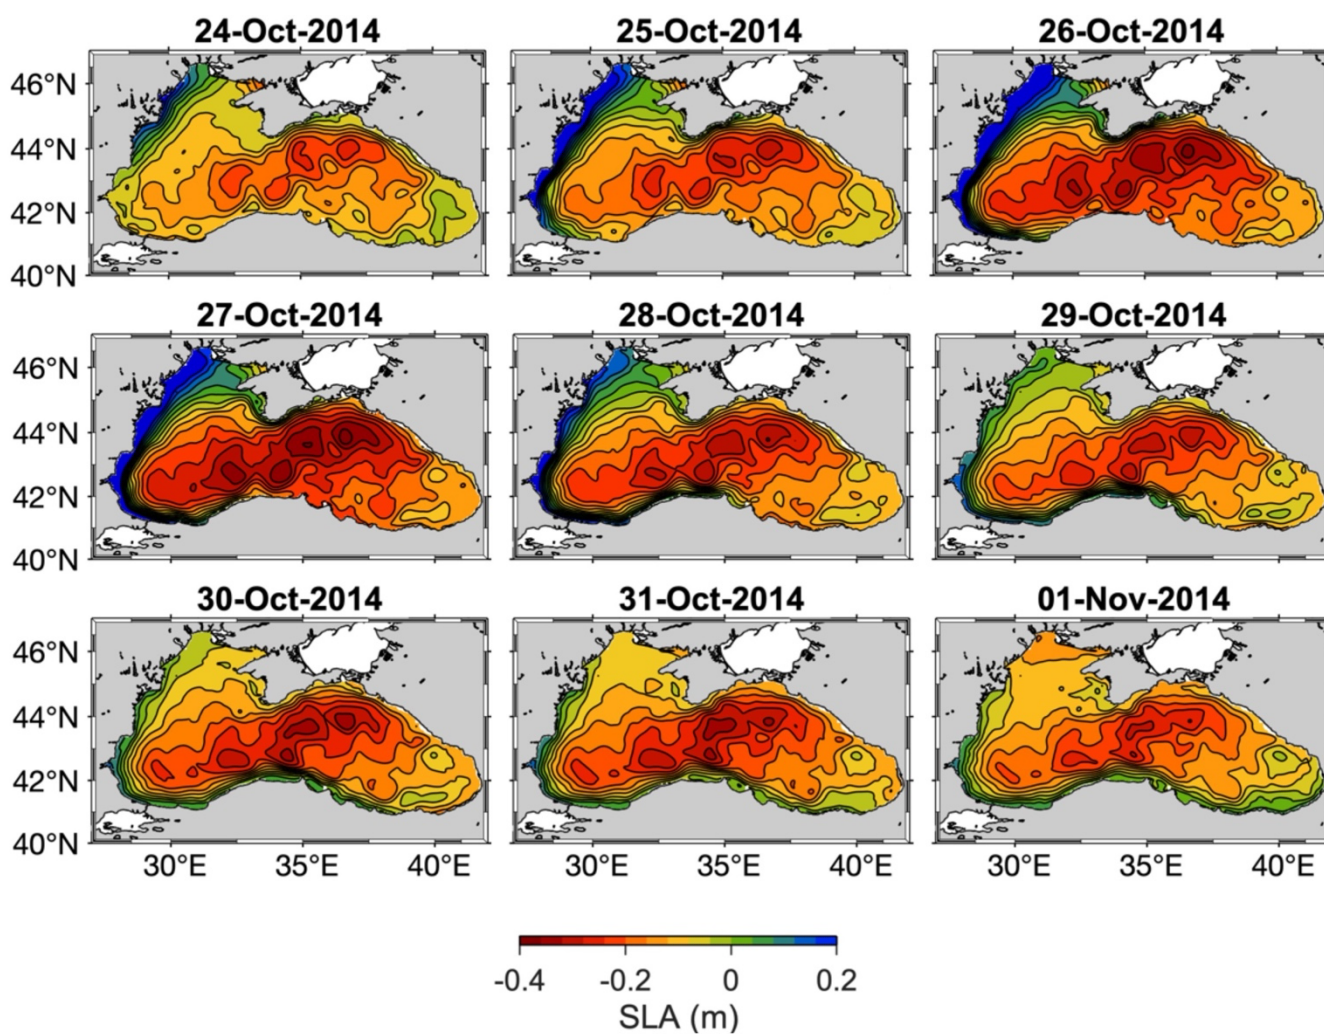 24-Oct-2014 25-Oct-2014 26-Oct-2014
46°N
44°N
42°N
40°N
27-Oct-2014 28-Oct-2014 29-Oct-2014
46°N
44°N
42°N
40°N
30-Oct-2014 31-Oct-2014 01-Nov-2014
46°N
44°N
42°N
40°N
30°E 35°E 40°E 30°E 35°E 40°E 30°E 35°E 40°E
-0.4 -0.2 0 0.2
SLA (m)